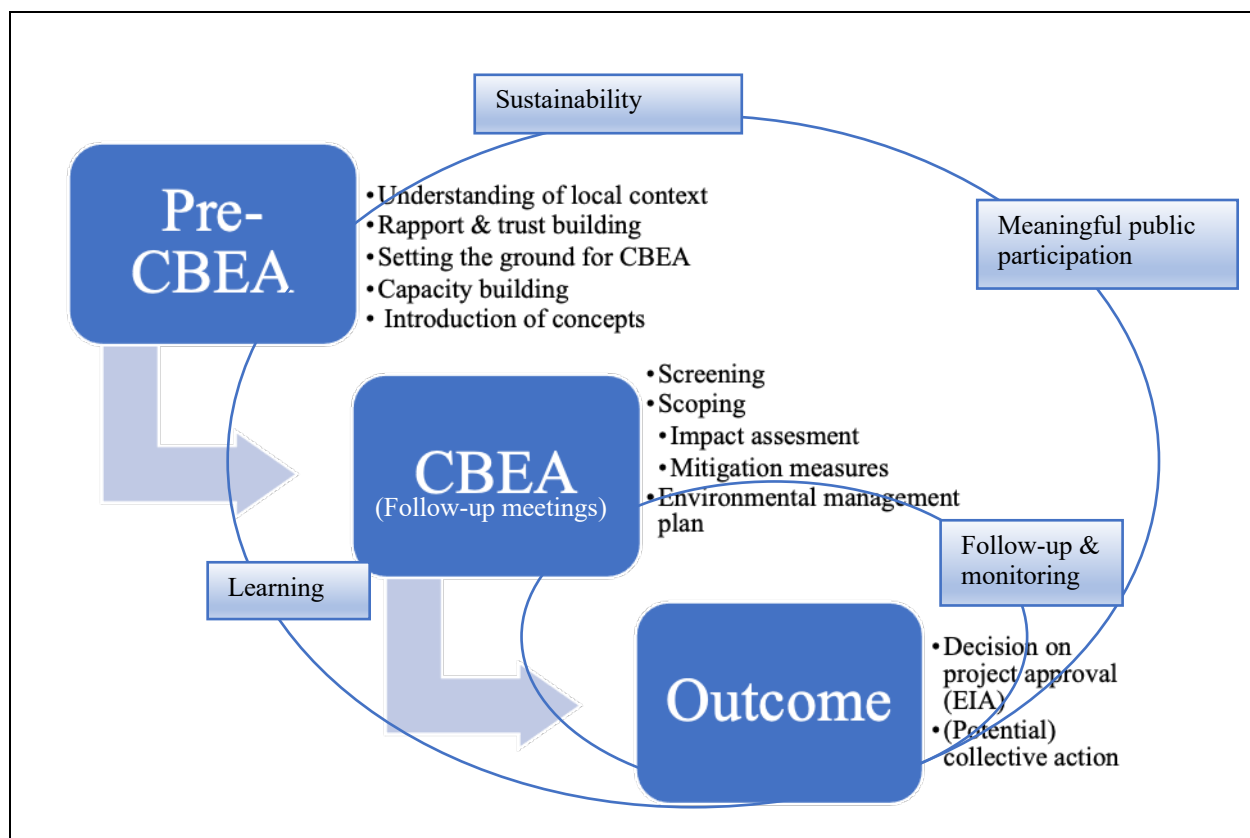 Sustainability
Pre-
CBEA.
•Understanding of local context
•Rapport & trust building
•Setting the ground for CBEA
•Capacity building
• Introduction of concepts
Meaningful public
participation
CBEA
(Follow-up meetings)
•Screening
•Scoping
•Impact assesment
•Mitigation measures
•Environmental management
plan
Learning
Follow-up &
monitoring
Outcome
•Decision on
project approval
(EIA)
•(Potential)
collective action